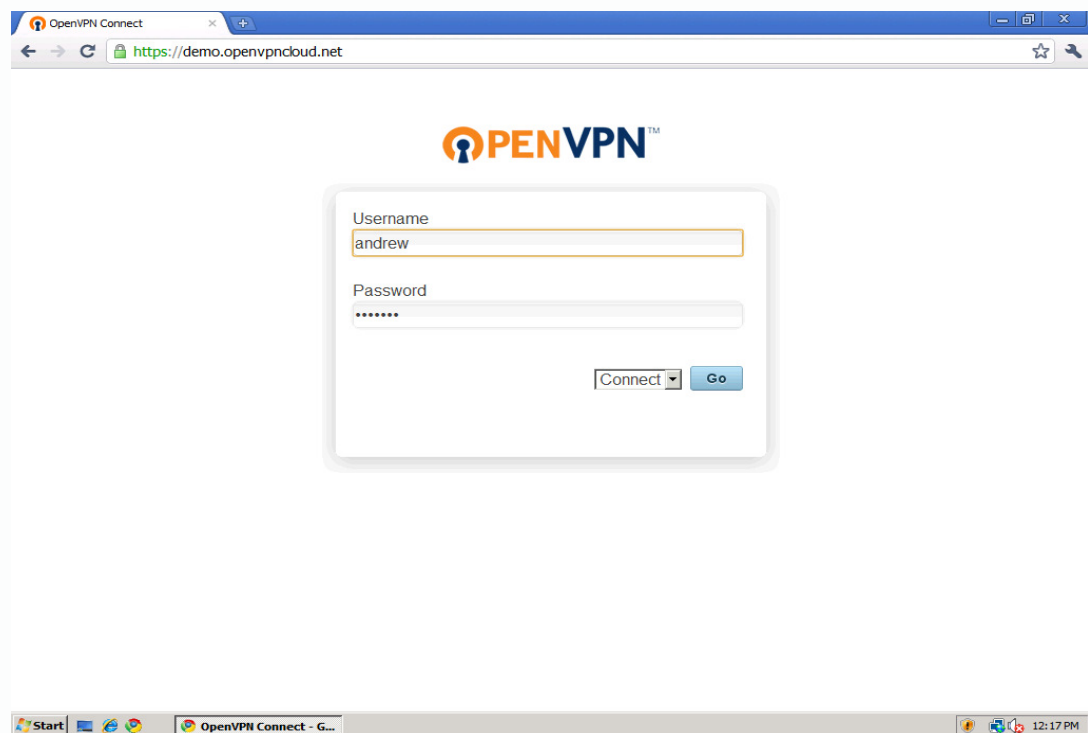 OpenVPN Connect
https://demo.openvpncloud.net
OPENVPN™
Username
andrew
Password
•••••••
Connect
Go
Start
OpenVPN Connect - G...
12:17 PM